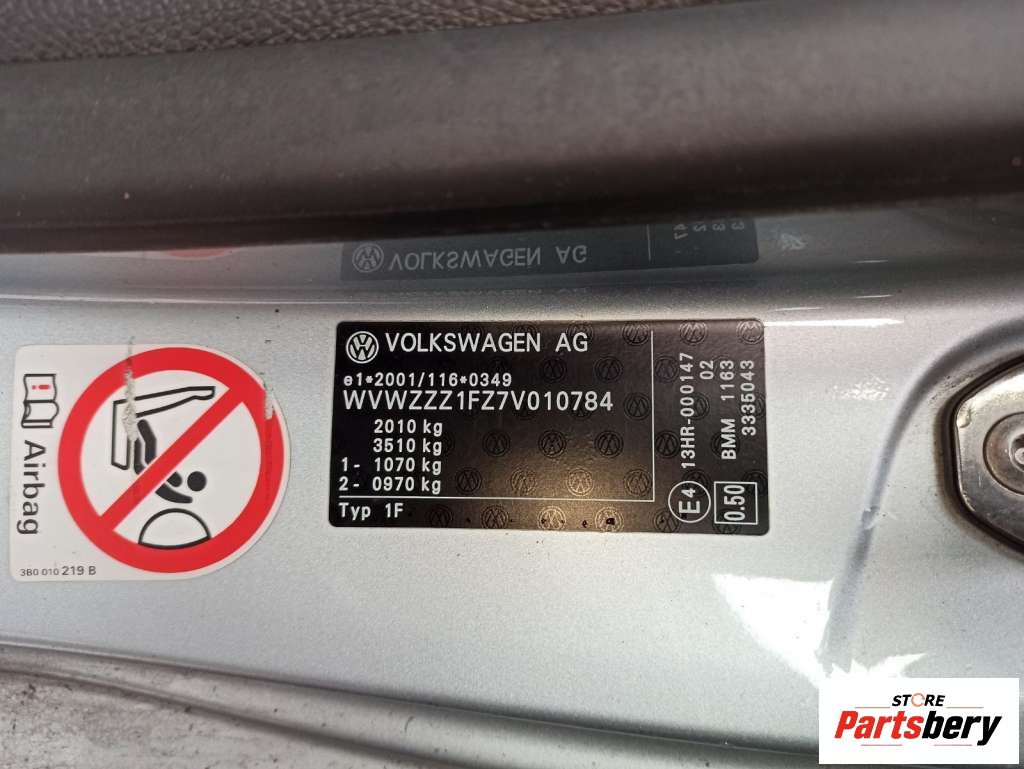 VOLKSWAGEN AG
VOLKSWAGEN AG
e1*2001/116*0349
WVWZZZ1FZ7V010784
2010 kg
3510 kg
1- 1070 kg
2- 0970 kg
Typ 1F
E4 13HR-000147
02
BMM 1163
0.50 3335043
Airbag
3B0 010 219 B
STORE
Partsbery